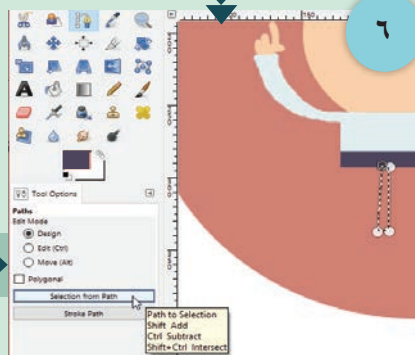 ٦
150
Tool Options
Paths
Edit Mode
Design
Edit (Ctrl)
Move (Alt)
Polygonal
Selection from Path
Stroke Path
Path to Selection
Shift Add
Ctrl Subtract
Shift+Ctrl Intersect